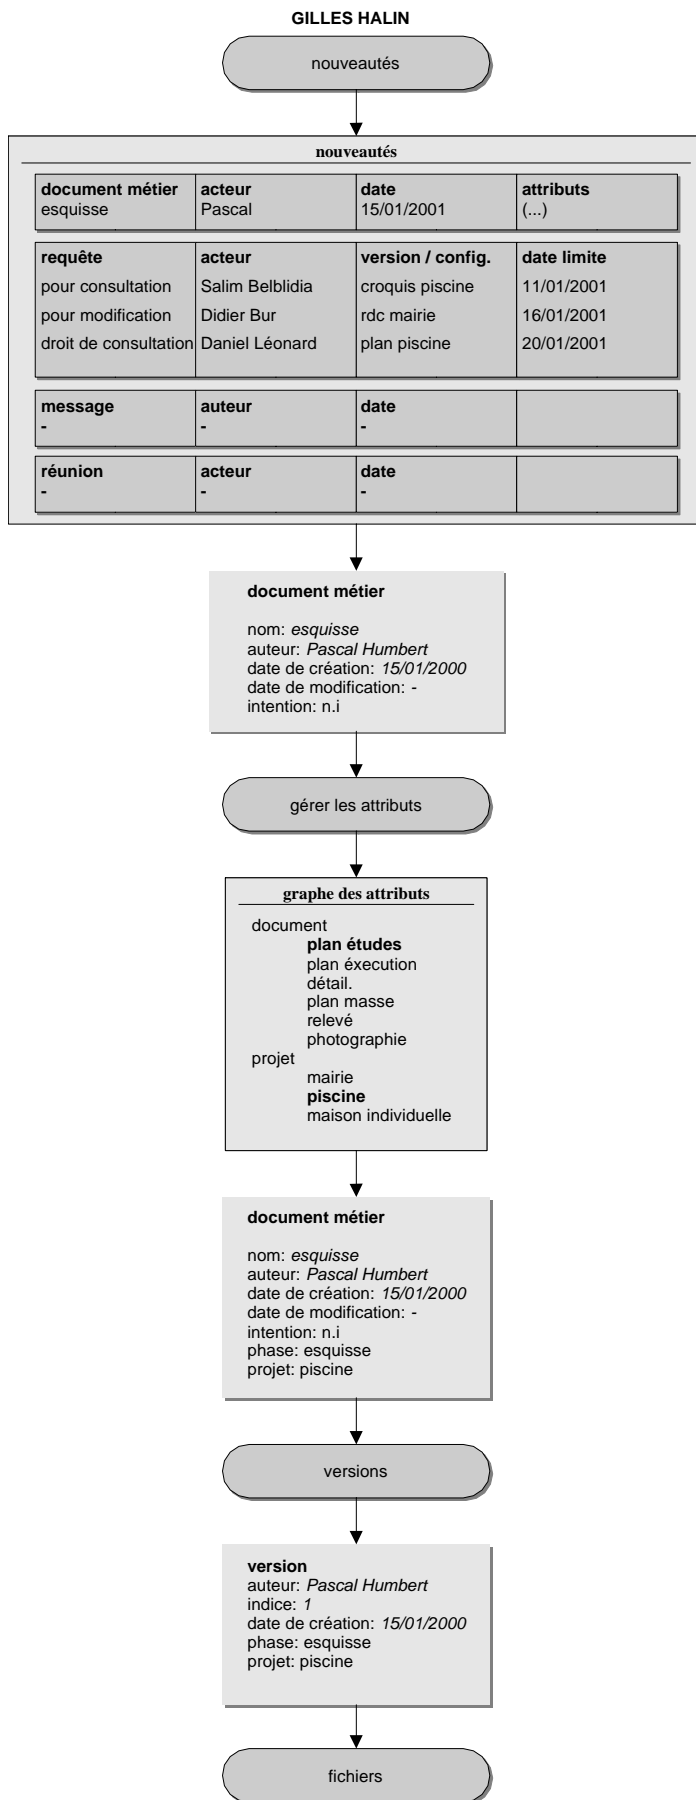 GILLES HALIN
nouveautés
nouveautés
document métier acteur date attributs
esquisse Pascal 15/01/2001 (...)
requête acteur version / config. date limite
pour consultation Salim Belblidia croquis piscine 11/01/2001
pour modification Didier Bur rdc mairie 16/01/2001
droit de consultation Daniel Léonard plan piscine 20/01/2001
message auteur date
- - -
réunion acteur date
- - -
document métier
nom: esquisse
auteur: Pascal Humbert
date de création: 15/01/2000
date de modification: -
intention: n.i
gérer les attributs
graphe des attributs
document
plan études
plan éxecution
détail.
plan masse
relevé
photographie
projet
mairie
piscine
maison individuelle
document métier
nom: esquisse
auteur: Pascal Humbert
date de création: 15/01/2000
date de modification: -
intention: n.i
phase: esquisse
projet: piscine
versions
version
auteur: Pascal Humbert
indice: 1
date de création: 15/01/2000
phase: esquisse
projet: piscine
fichiers